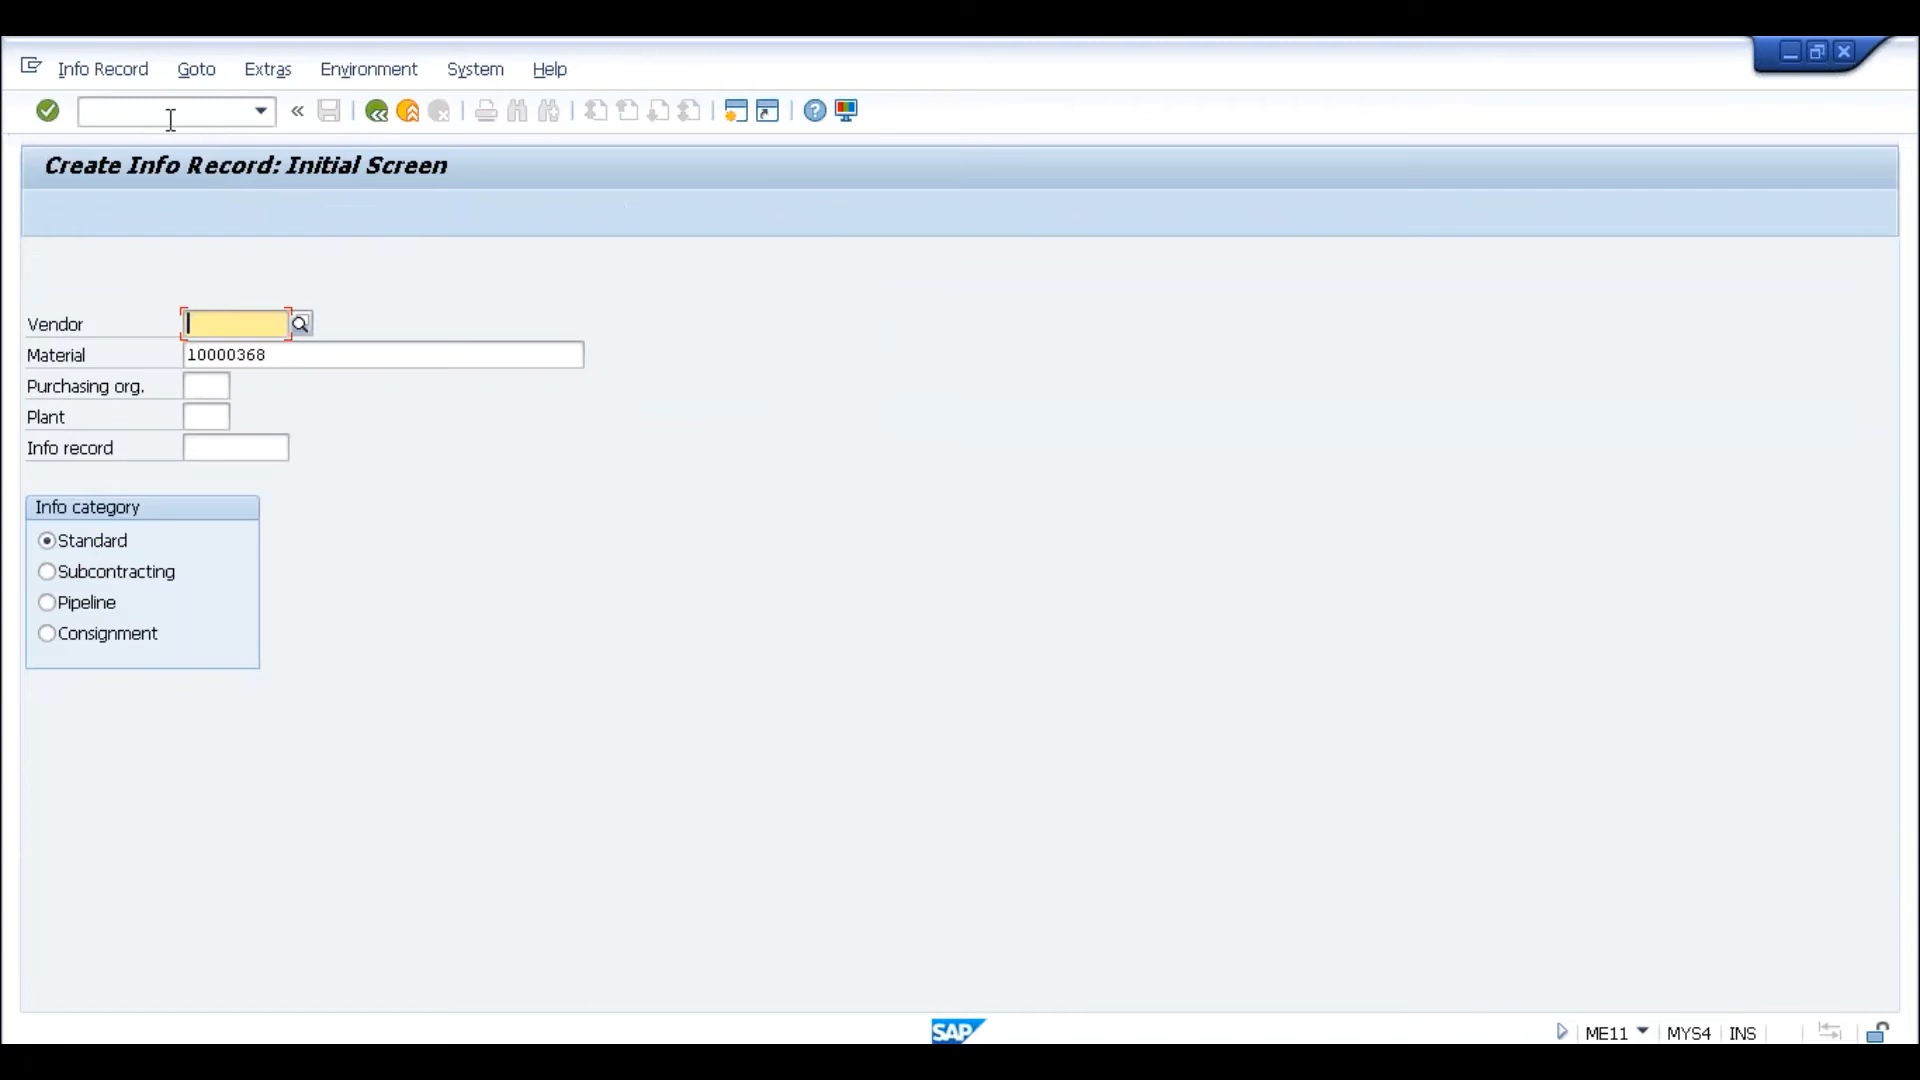 Info Record Goto Extras Environment System Help
Create Info Record: Initial Screen
Vendor
Material 10000368
Purchasing org.
Plant
Info record
Info category
Standard
Subcontracting
Pipeline
Consignment
SAP ME11 MYS4 INS